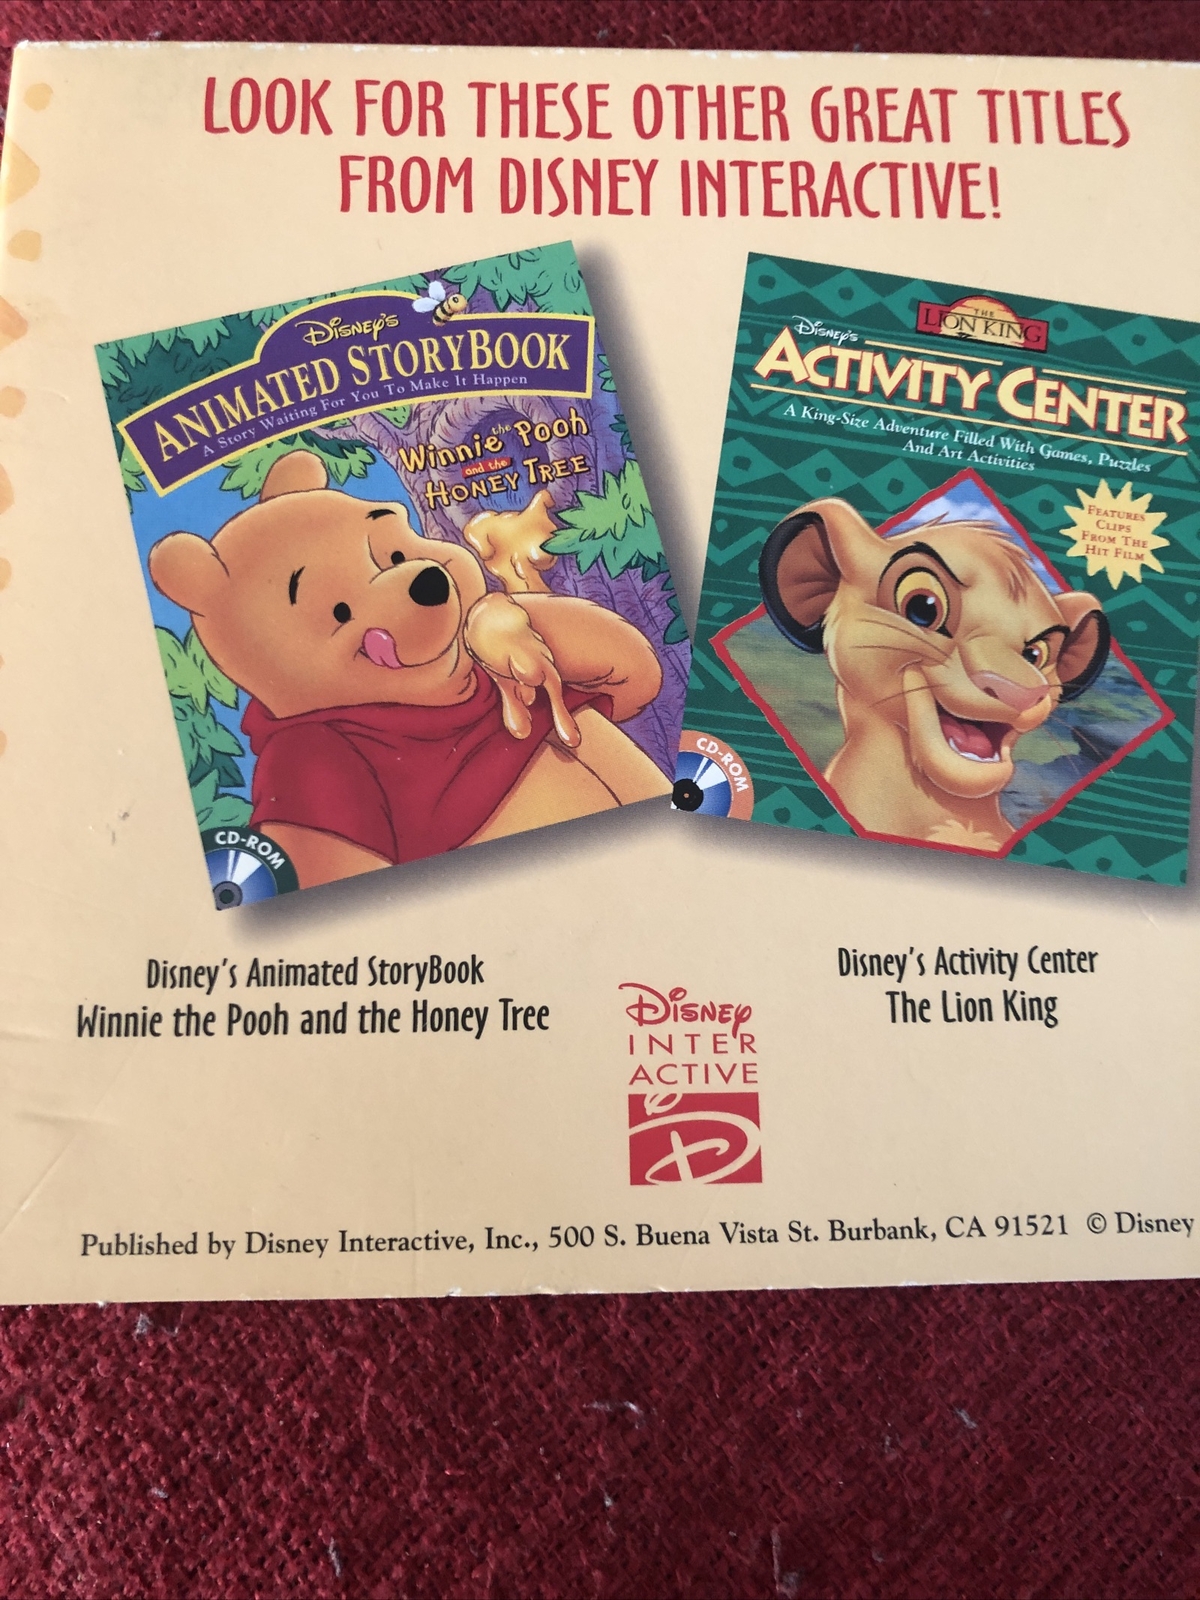 LOOK FOR THESE OTHER GREAT TITLES
FROM DISNEY INTERACTIVE!
Disney's
ANIMATED STORYBOOK
A Story Waiting For You To Make It Happen
Winnie the Pooh
and the
HONEY TREE
CD-ROM
THE
LION KING
Disney's
ACTIVITY CENTER
A King-Size Adventure Filled With Games, Puzzles
And Art Activities
FEATURES
CLIPS
FROM THE
HIT FILM
CD-ROM
Disney's Animated StoryBook
Winnie the Pooh and the Honey Tree
Disney's Activity Center
The Lion King
Disney
INTER
ACTIVE
D
Published by Disney Interactive, Inc., 500 S. Buena Vista St. Burbank, CA 91521 © Disney